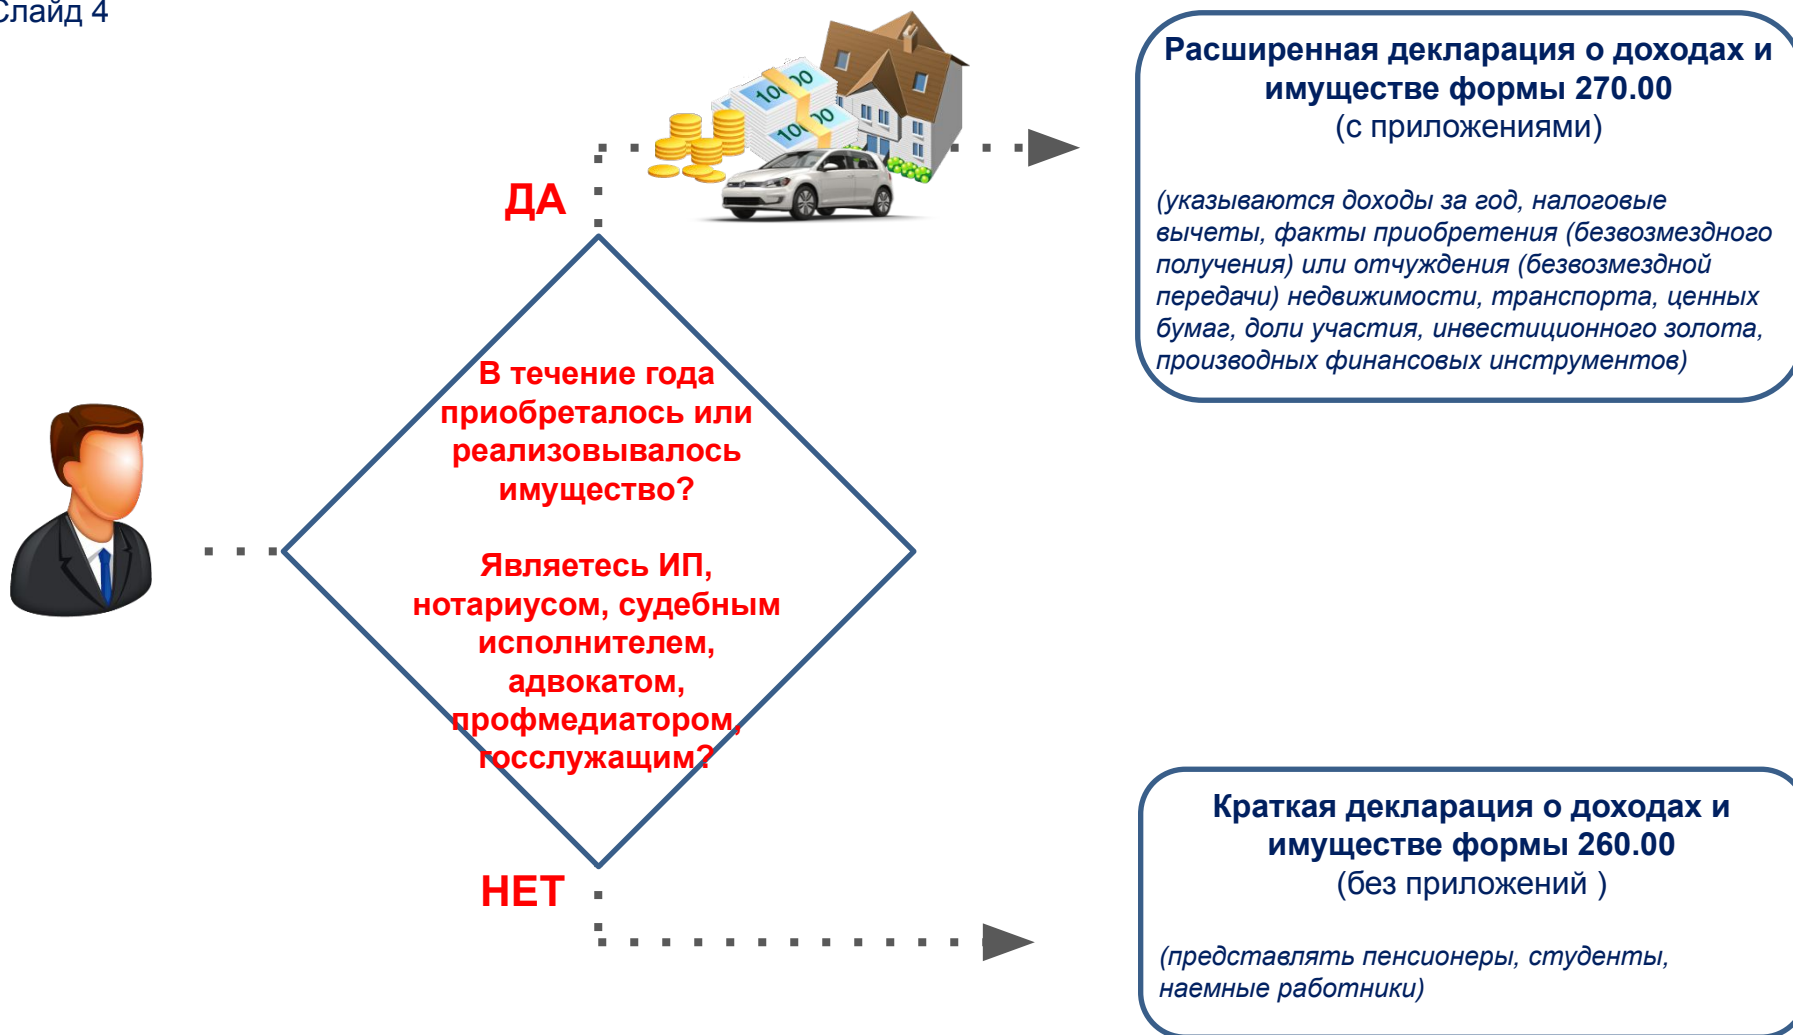 Слайд 4
ДА
В течение года
приобреталось или
реализовывалось
имущество?
Являетесь ИП,
нотариусом, судебным
исполнителем,
адвокатом,
профмедиатором,
госслужащим?
НЕТ
Расширенная декларация о доходах и
имуществе формы 270.00
(с приложениями)
(указываются доходы за год, налоговые
вычеты, факты приобретения (безвозмездного
получения) или отчуждения (безвозмездной
передачи) недвижимости, транспорта, ценных
бумаг, доли участия, инвестиционного золота,
производных финансовых инструментов)
Краткая декларация о доходах и
имуществе формы 260.00
(без приложений )
(представлять пенсионеры, студенты,
наемные работники)